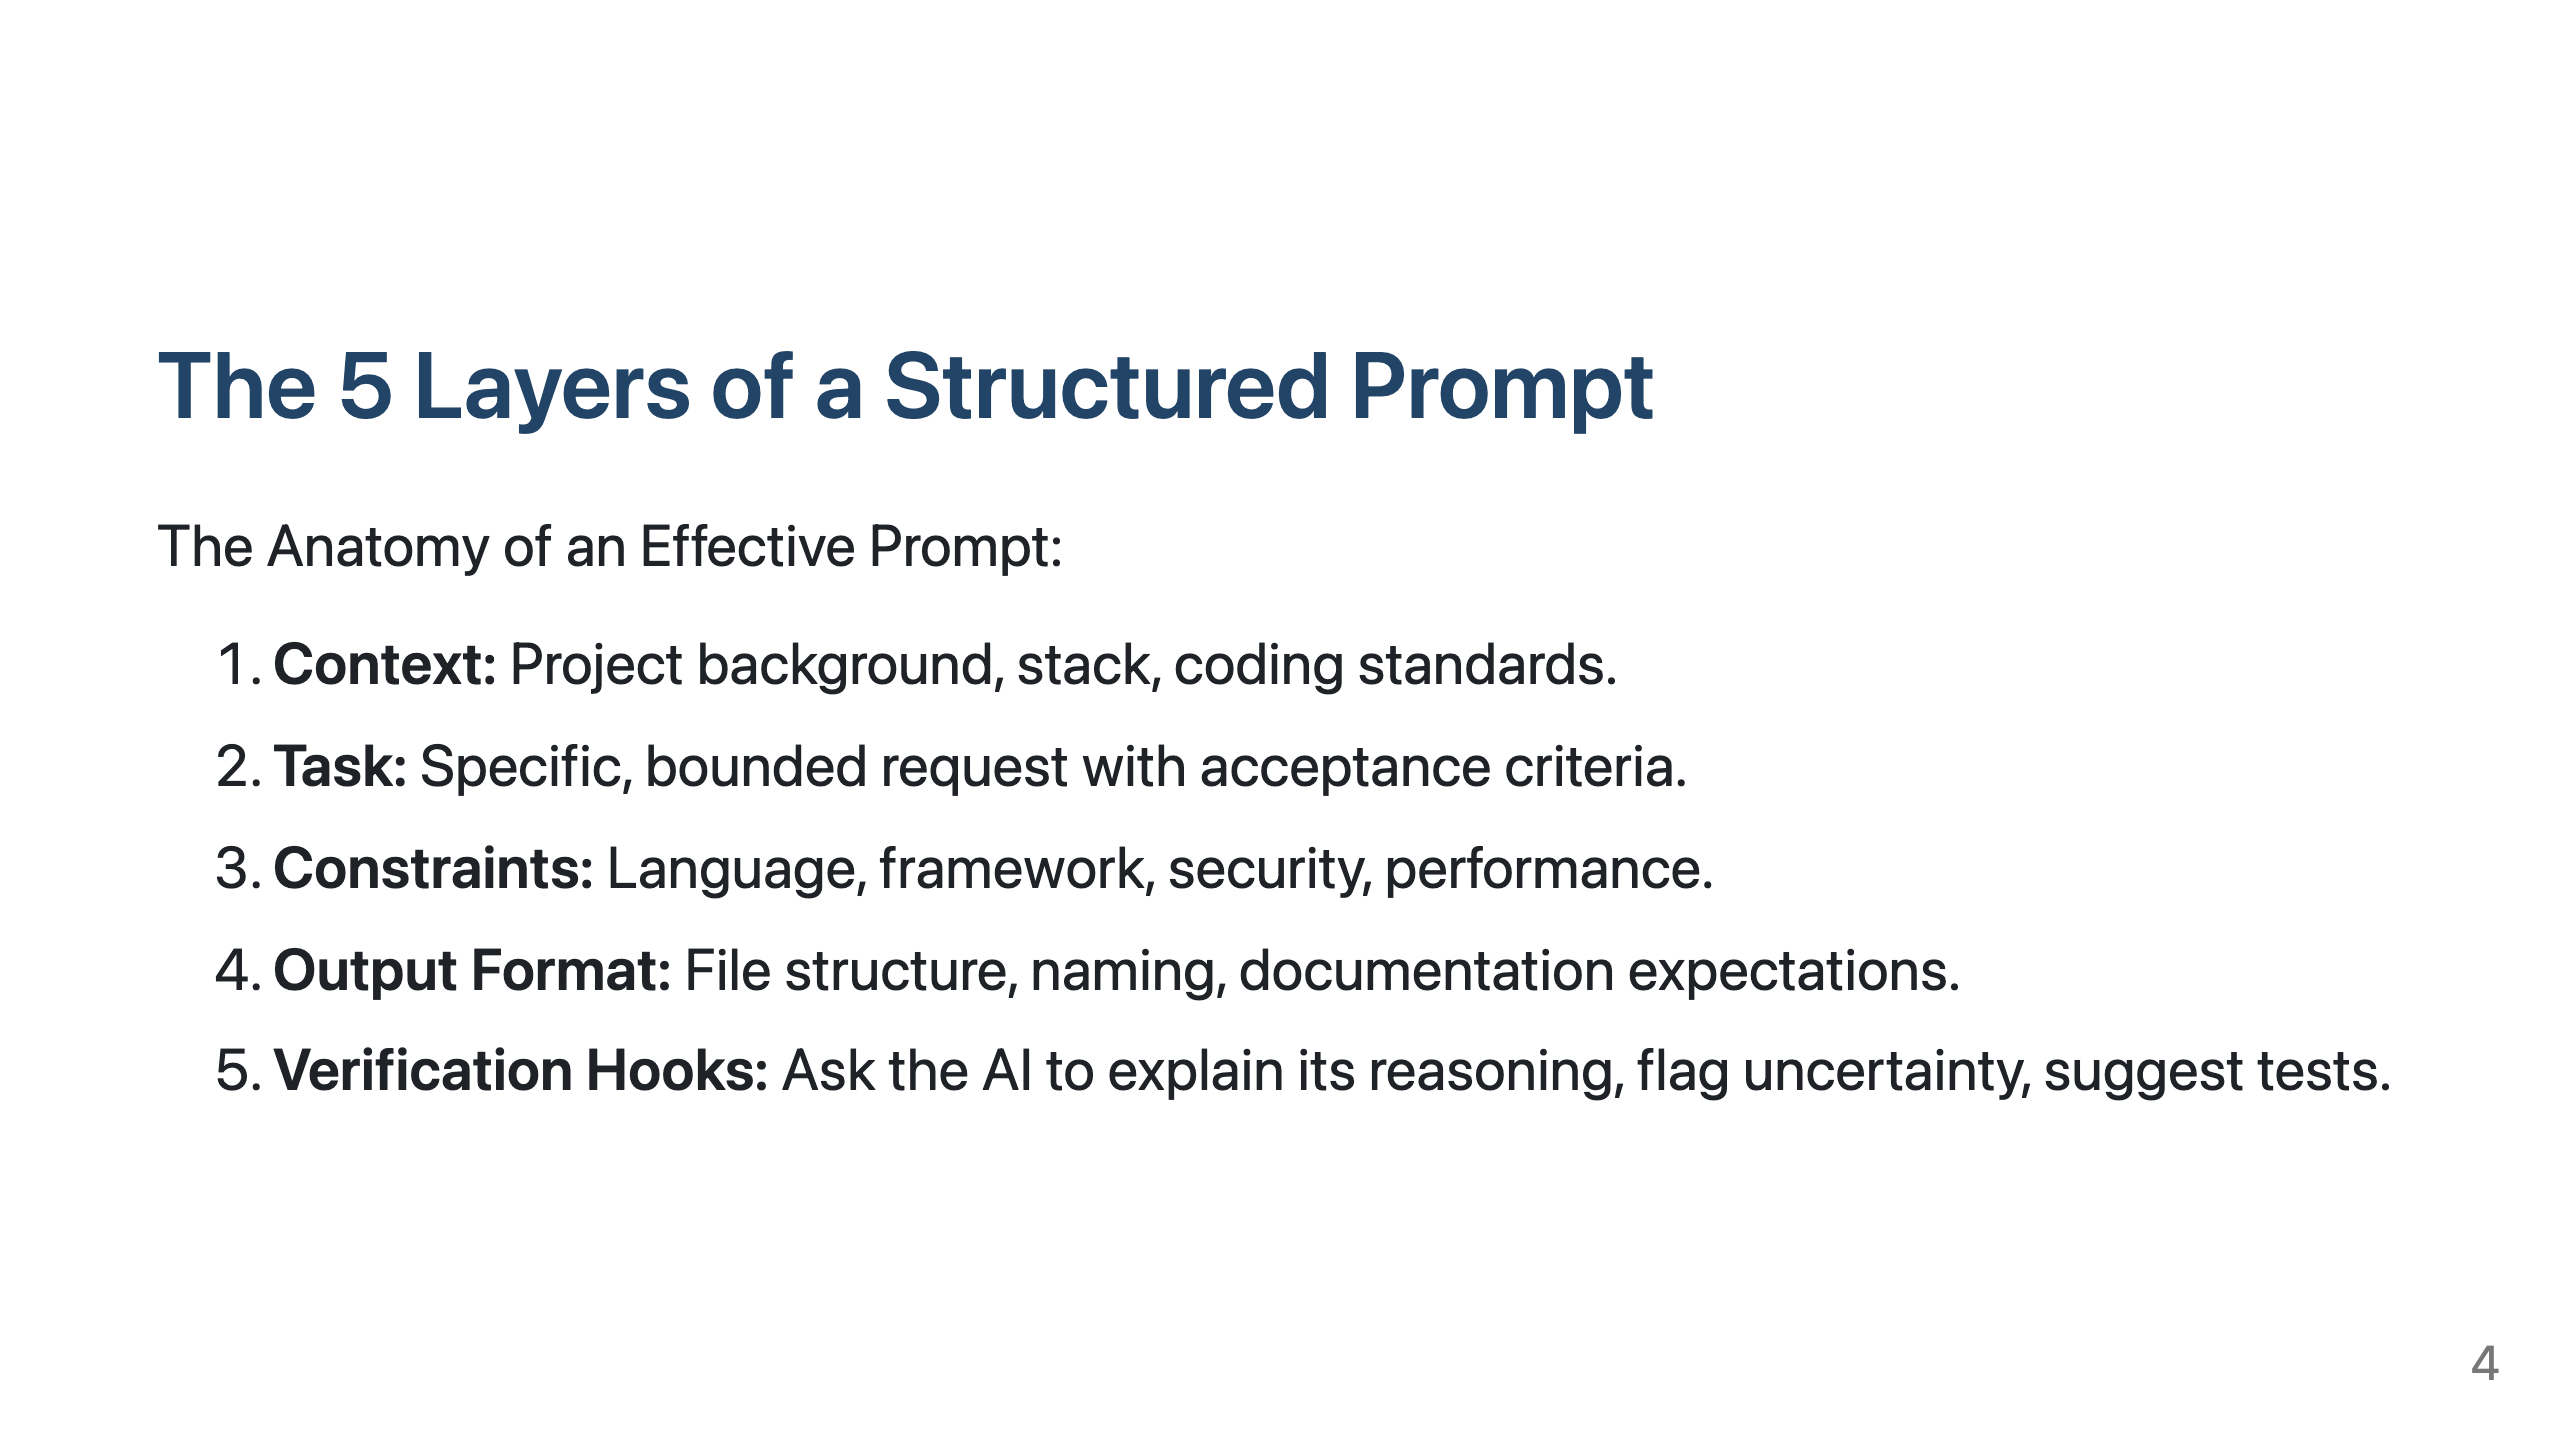 The 5 Layers of a Structured Prompt
The Anatomy of an Effective Prompt:
1. Context: Project background, stack, coding standards.
2. Task: Specific, bounded request with acceptance criteria.
3. Constraints: Language, framework, security, performance.
4. Output Format: File structure, naming, documentation expectations.
5. Verification Hooks: Ask the AI to explain its reasoning, flag uncertainty, suggest tests.
4